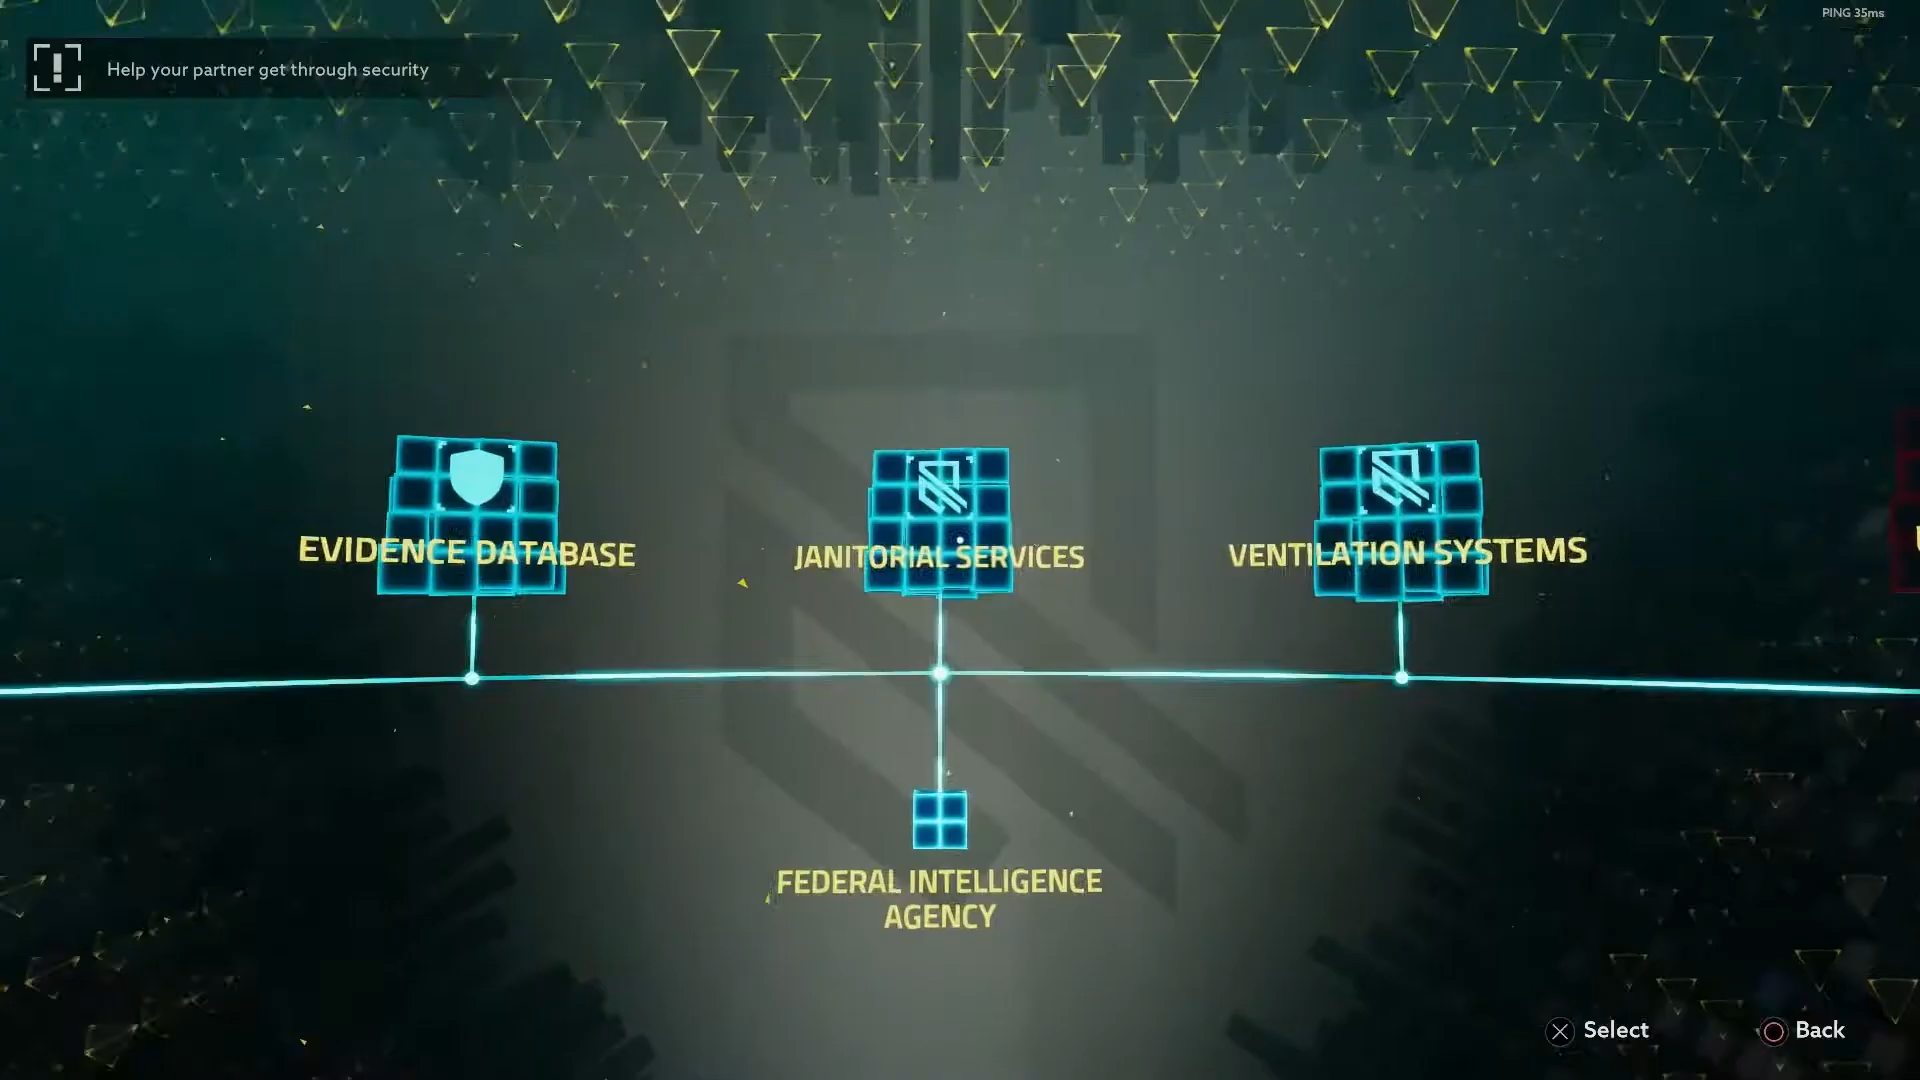 PING 35ms
Help your partner get through security
EVIDENCE DATABASE
JANITORIAL SERVICES
VENTILATION SYSTEMS
FEDERAL INTELLIGENCE
AGENCY
Select
Back